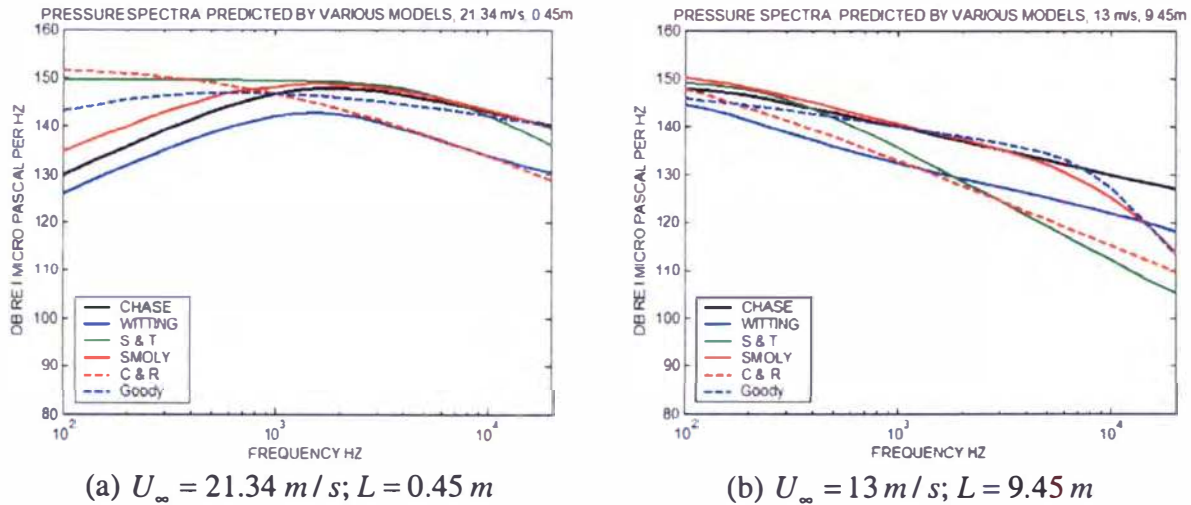 PRESSURE SPECTRA PREDICTED BY VARIOUS MODELS, 21.34 m/s, 0 45m
160
150
140
130
120
110
100
90
80
DB RE I MICRO PASCAL PER HZ
CHASE
WITTING
S & T
SMOLY
C & R
Goody
10²
10³
10⁴
FREQUENCY HZ
(a) U∞ = 21.34 m/s; L = 0.45 m
PRESSURE SPECTRA PREDICTED BY VARIOUS MODELS, 13 m/s, 9 45m
160
150
140
130
120
110
100
90
80
DB RE I MICRO PASCAL PER HZ
CHASE
WITTING
S & T
SMOLY
C & R
Goody
10²
10³
10⁴
FREQUENCY HZ
(b) U∞ = 13 m/s; L = 9.45 m